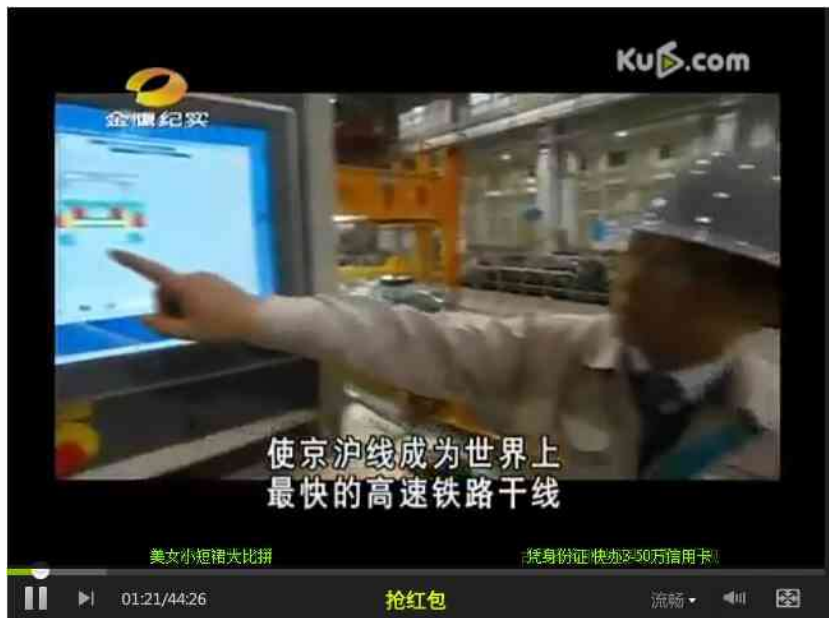 Ku6.com
金鹰纪实
使京沪线成为世界上
最快的高速铁路干线
美女小短裙大比拼
凭身份证 快办3-50万信用卡
01:21/44:26
抢红包
流畅